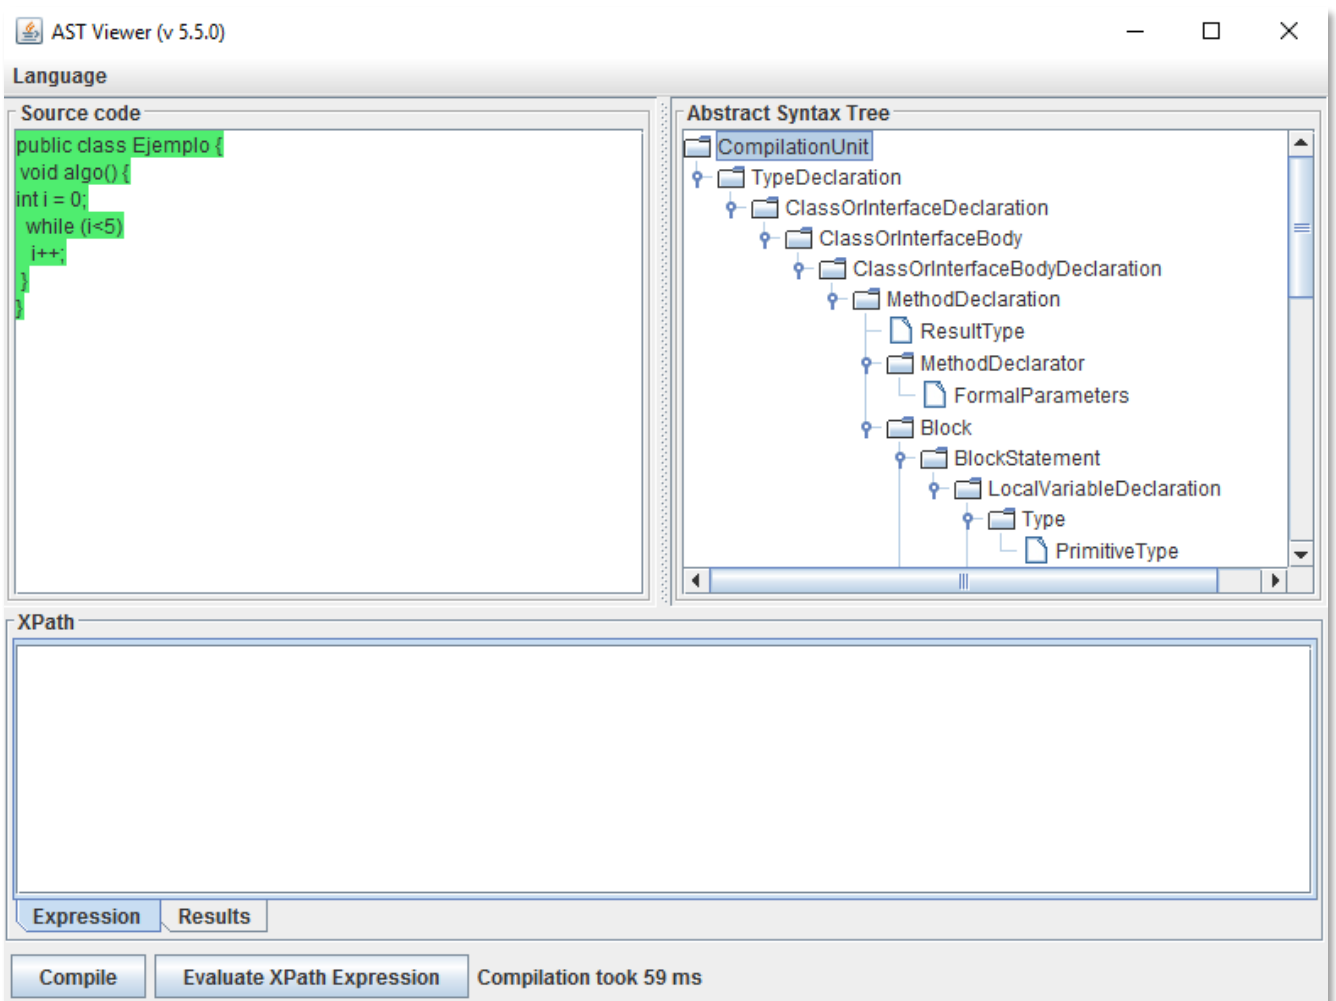 AST Viewer (v 5.5.0)
Language
Source code
public class Ejemplo {
void algo() {
int i = 0;
while (i<5)
i++;
}
}
Abstract Syntax Tree
CompilationUnit
TypeDeclaration
ClassOrInterfaceDeclaration
ClassOrInterfaceBody
ClassOrInterfaceBodyDeclaration
MethodDeclaration
ResultType
MethodDeclarator
FormalParameters
Block
BlockStatement
LocalVariableDeclaration
Type
PrimitiveType
XPath
Expression Results
Compile Evaluate XPath Expression Compilation took 59 ms